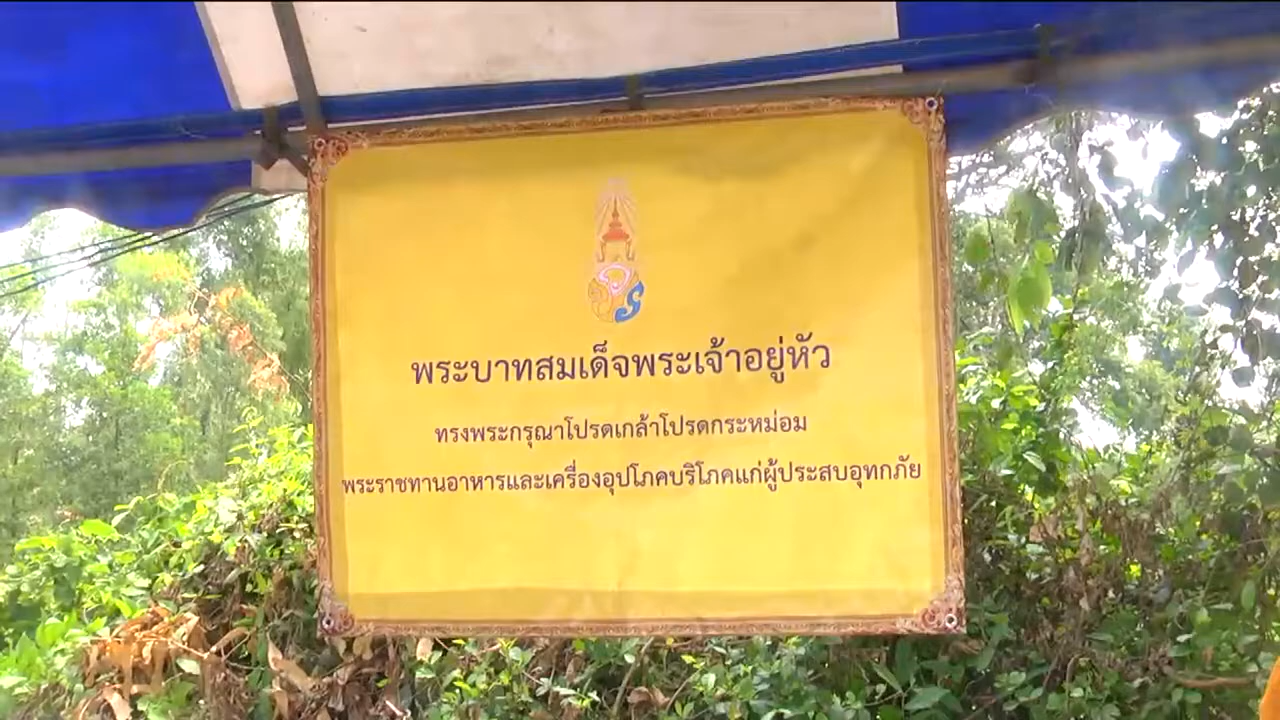 พระบาทสมเด็จพระเจ้าอยู่หัว
ทรงพระกรุณาโปรดเกล้าโปรดกระหม่อม
พระราชทานอาหารและเครื่องอุปโภคบริโภคแก่ผู้ประสบอุทกภัย